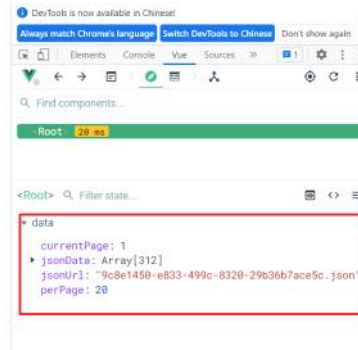 DevTools is now available in Chinese!
Always match Chrome's language Switch DevTools to Chinese Don't show again
Elements Console Vue Sources » 1
Find components...
<Root> 20 ms
<Root> Filter state...
data
currentPage: 1
jsonData: Array[312]
jsonUrl: "9c8e1450-e833-499c-8320-29b36b7ace5c.json"
perPage: 20